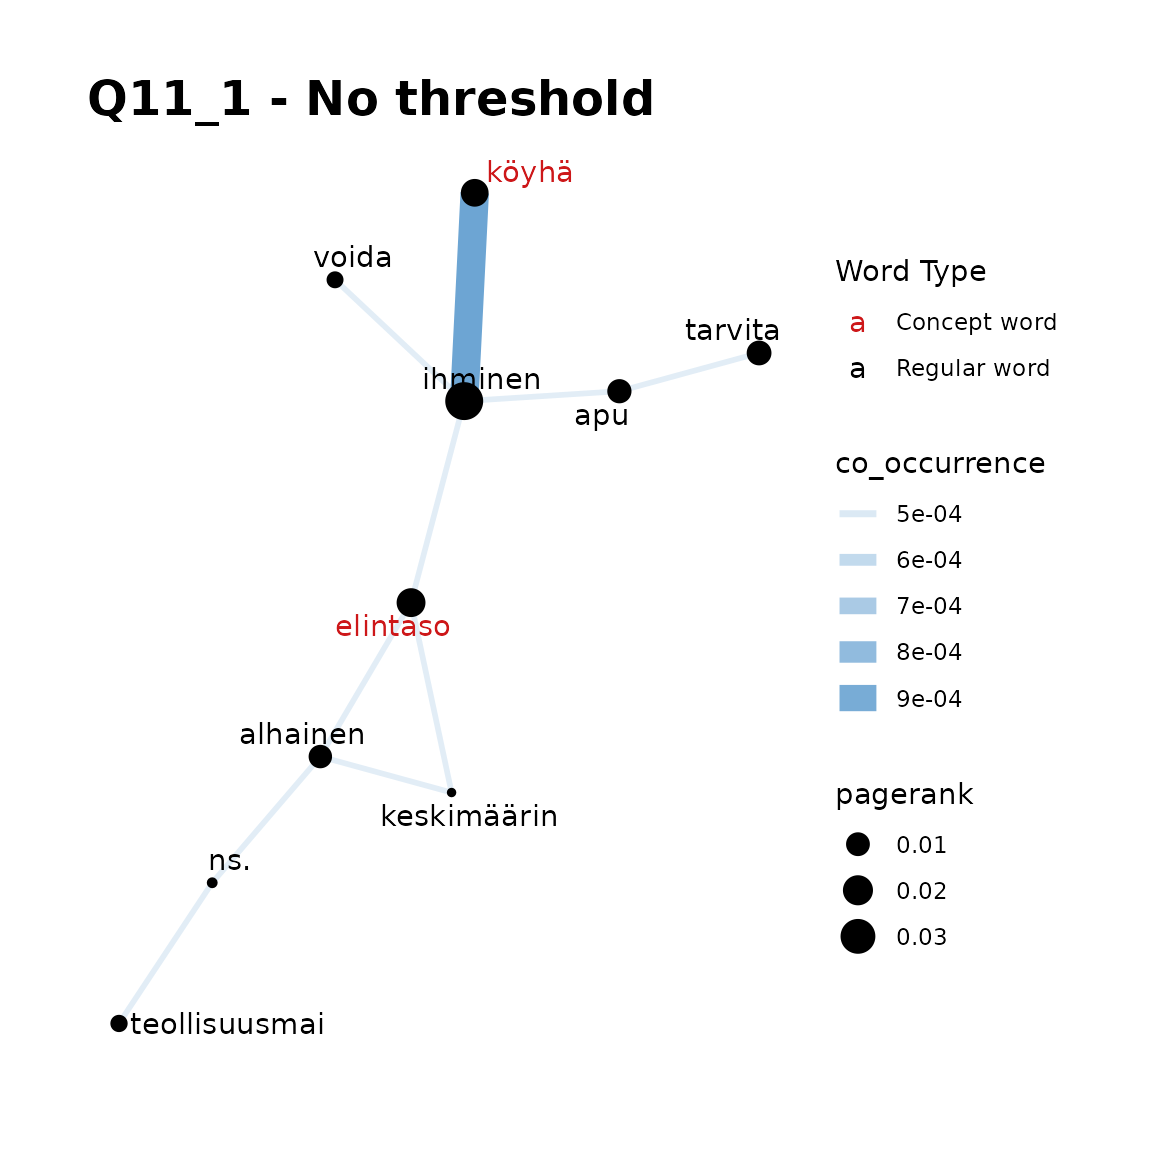 Q11_1 - No threshold
köyhä
voida
tarvita
ihminen
apu
elintaso
alhainen
keskimäärin
ns.
teollisuusmai
Word Type
a Concept word
a Regular word
co_occurrence
5e-04
6e-04
7e-04
8e-04
9e-04
pagerank
0.01
0.02
0.03